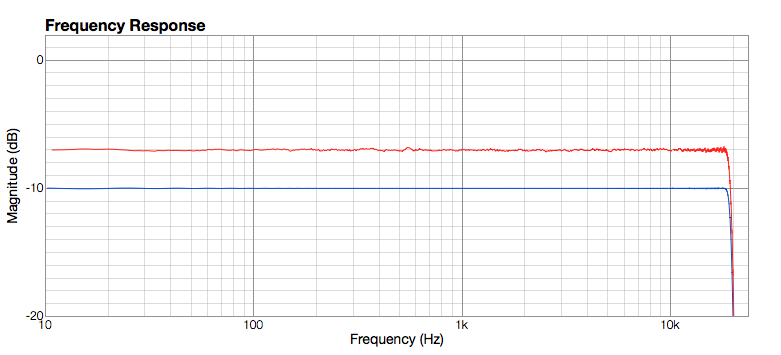 Frequency Response
0
-10
-20
Magnitude (dB)
10
100
1k
10k
Frequency (Hz)